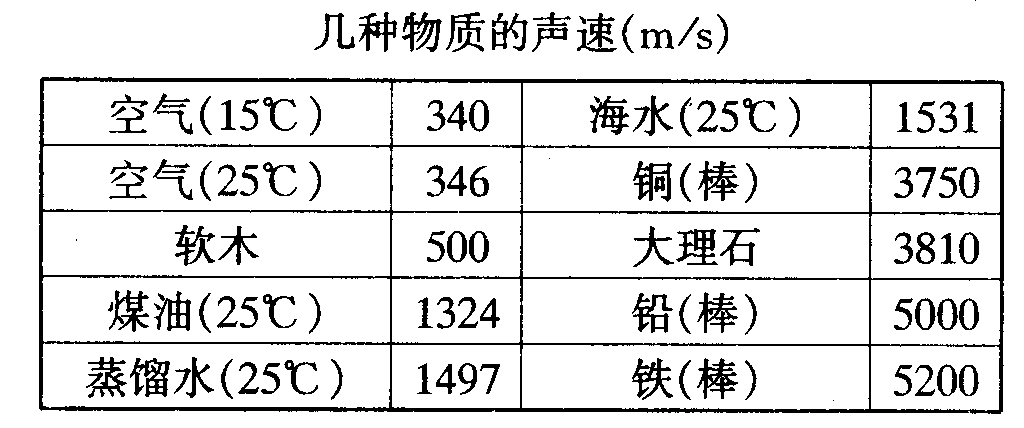 几种物质的声速(m/s)
空气(15℃) 340 海水(25℃) 1531
空气(25℃) 346 铜(棒) 3750
软木 500 大理石 3810
煤油(25℃) 1324 铅(棒) 5000
蒸馏水(25℃) 1497 铁(棒) 5200